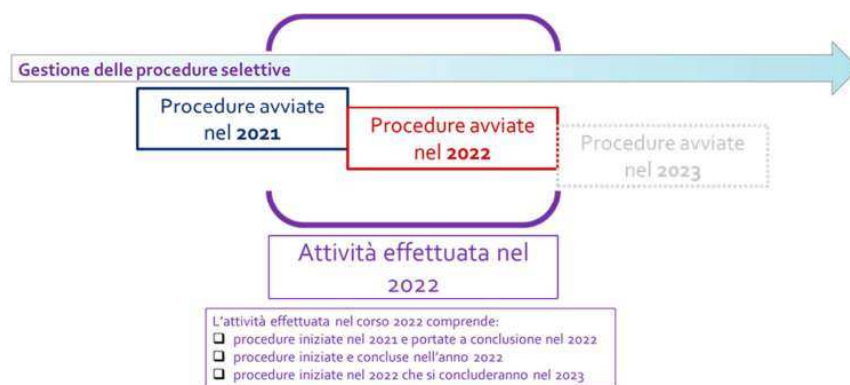 Gestione delle procedure selettive
Procedure avviate
nel 2021
Procedure avviate
nel 2022
Procedure avviate
nel 2023
Attività effettuata nel
2022
L'attività effettuata nel corso 2022 comprende:
❑ procedure iniziate nel 2021 e portate a conclusione nel 2022
❑ procedure iniziate e concluse nell'anno 2022
❑ procedure iniziate nel 2022 che si concluderanno nel 2023